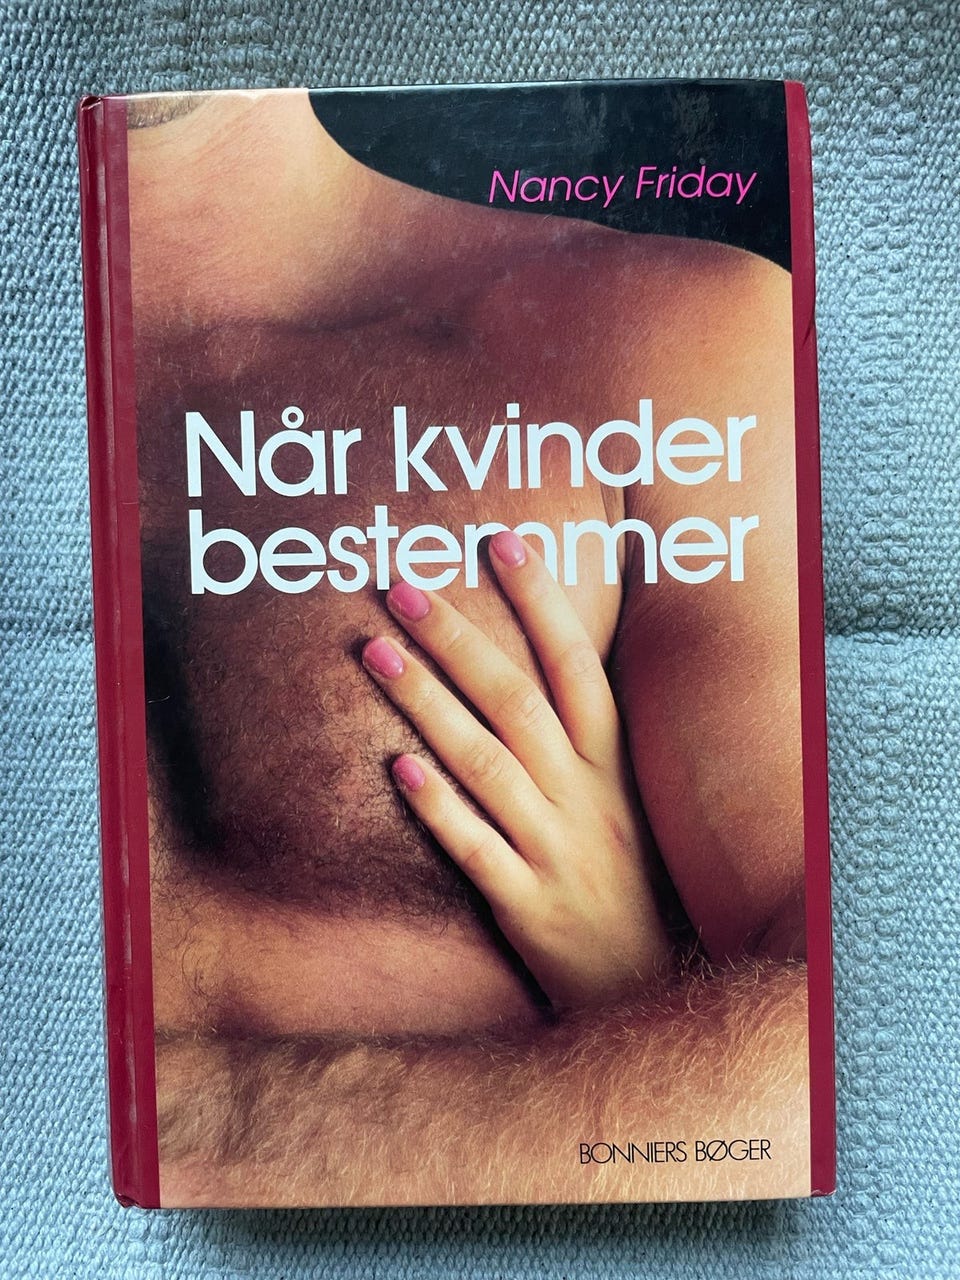 Nancy Friday
Når kvinder
bestemmer
BONNIERS BØGER